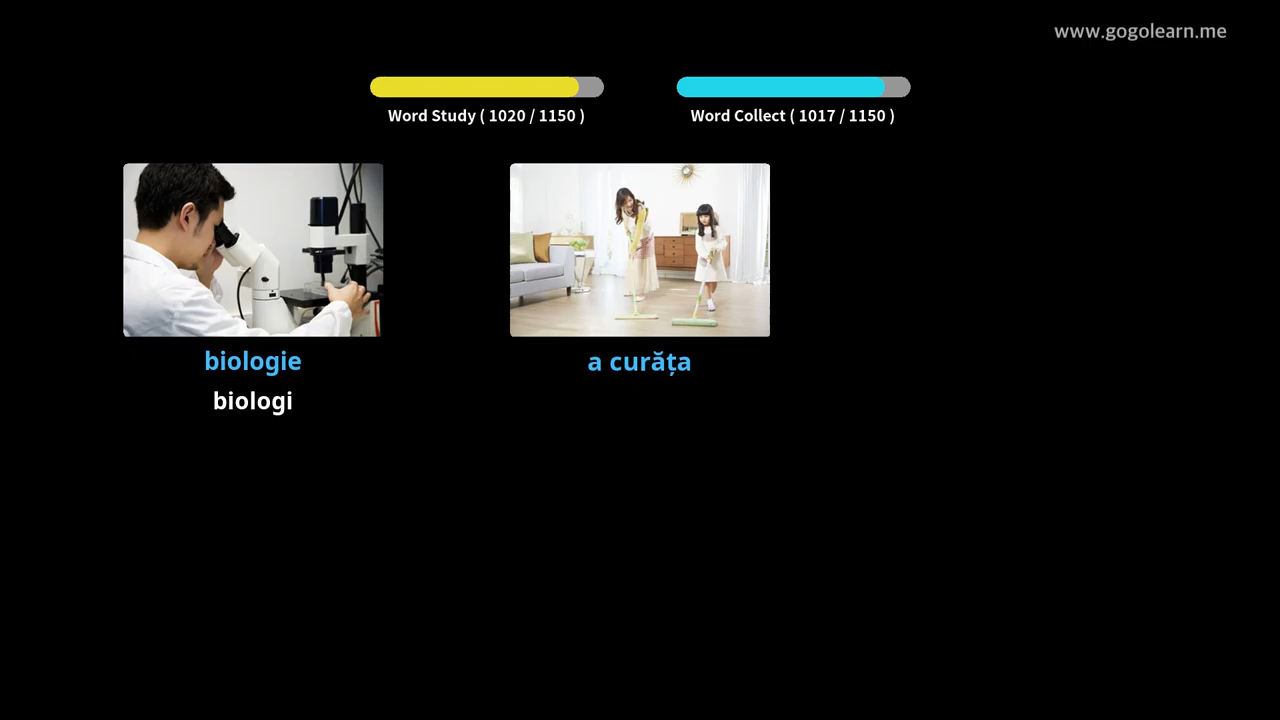 www.gogolearn.me
Word Study ( 1020 / 1150 )
Word Collect ( 1017 / 1150 )
biologie
biologi
a curăța